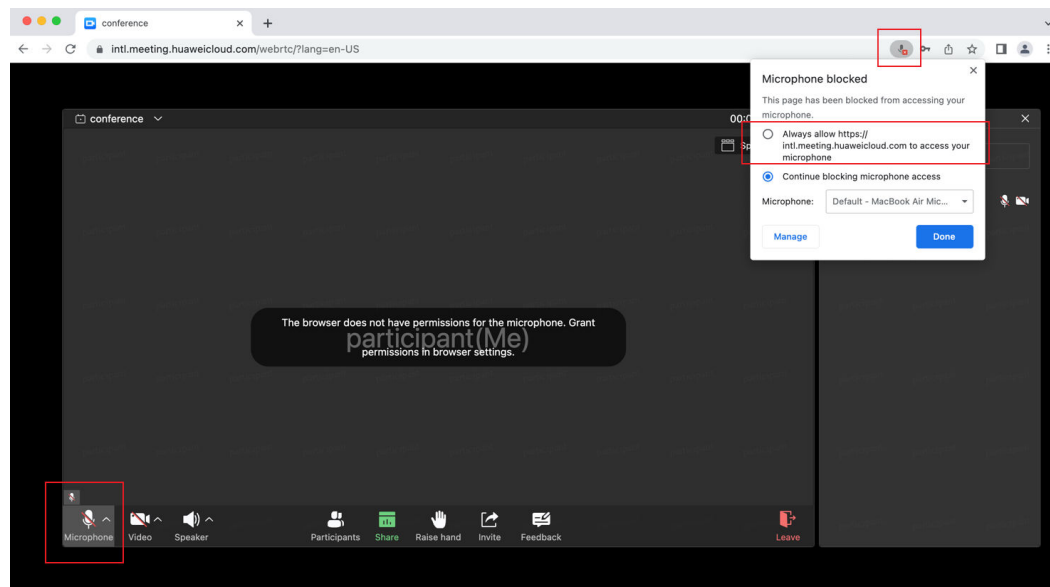 conference
intl.meeting.huaweicloud.com/webrtc/?lang=en-US
Microphone blocked
This page has been blocked from accessing your
microphone.
Always allow https://
intl.meeting.huaweicloud.com to access your
microphone
Continue blocking microphone access
Microphone: Default - MacBook Air Mic...
Manage Done
conference
The browser does not have permissions for the microphone. Grant
permissions in browser settings.
participant(Me)
Microphone Video Speaker Participants Share Raise hand Invite Feedback Leave